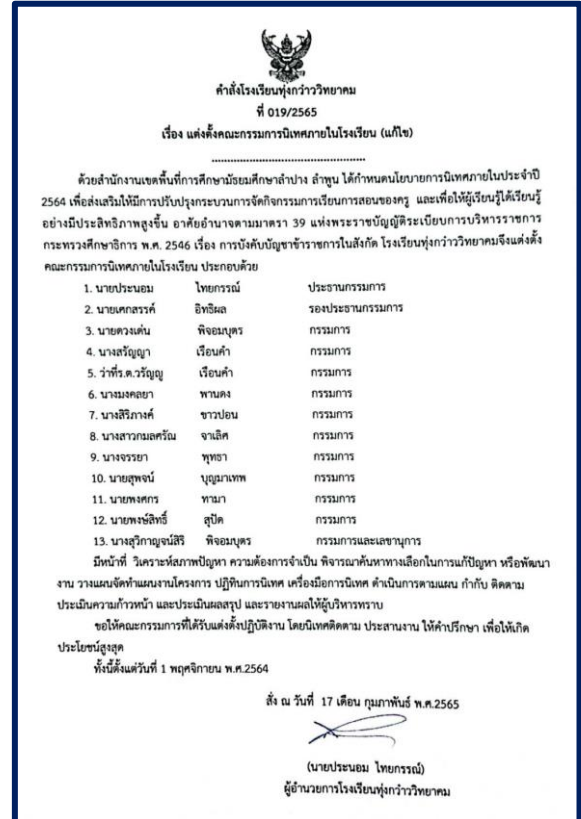 คำสั่งโรงเรียนทุ่งกว๋าววิทยาคม
ที่ 019/2565
เรื่อง แต่งตั้งคณะกรรมการนิเทศภายในโรงเรียน (แก้ไข)
ด้วยสำนักงานเขตพื้นที่การศึกษามัธยมศึกษาลำปาง ลำพูน ได้กำหนดนโยบายการนิเทศภายในประจำปี
2564 เพื่อส่งเสริมให้มีการปรับปรุงกระบวนการจัดกิจกรรมการเรียนการสอนของครู และเพื่อให้ผู้เรียนรู้ได้เรียนรู้
อย่างมีประสิทธิภาพสูงขึ้น อาศัยอำนาจตามมาตรา 39 แห่งพระราชบัญญัติระเบียบการบริหารราชการ
กระทรวงศึกษาธิการ พ.ศ. 2546 เรื่อง การบังคับบัญชาข้าราชการในสังกัด โรงเรียนทุ่งกว๋าววิทยาคมจึงแต่งตั้ง
คณะกรรมการนิเทศภายในโรงเรียน ประกอบด้วย
1. นายประนอม ไทยกรรณ์ ประธานกรรมการ
2. นายเศกสรรค์ อิทธิผล รองประธานกรรมการ
3. นายดวงเด่น พิจอมบุตร กรรมการ
4. นางสรัญญา เรือนคำ กรรมการ
5. ว่าที่ร.ต.วรัญญู เรือนคำ กรรมการ
6. นางมงคลยา พานดง กรรมการ
7. นางสิริภางค์ ขาวปอน กรรมการ
8. นางสาวกมลศรัณ จาเลิศ กรรมการ
9. นางจรรยา พุทธา กรรมการ
10. นายสุพจน์ บุญมาเทพ กรรมการ
11. นายพงศกร ทามา กรรมการ
12. นายพงษ์สิทธิ์ สุปัด กรรมการ
13. นางสุวิกาญจน์สิริ พิจอมบุตร กรรมการและเลขานุการ
มีหน้าที่ วิเคราะห์สภาพปัญหา ความต้องการจำเป็น พิจารณาค้นหาทางเลือกในการแก้ปัญหา หรือพัฒนา
งาน วางแผนจัดทำแผนงานโครงการ ปฏิทินการนิเทศ เครื่องมือการนิเทศ ดำเนินการตามแผน กำกับ ติดตาม
ประเมินความก้าวหน้า และประเมินผลสรุป และรายงานผลให้ผู้บริหารทราบ
ขอให้คณะกรรมการที่ได้รับแต่งตั้งปฏิบัติงาน โดยนิเทศติดตาม ประสานงาน ให้คำปรึกษา เพื่อให้เกิด
ประโยชน์สูงสุด
ทั้งนี้ตั้งแต่วันที่ 1 พฤศจิกายน พ.ศ.2564
สั่ง ณ วันที่ 17 เดือน กุมภาพันธ์ พ.ศ.2565
(นายประนอม ไทยกรรณ์)
ผู้อำนวยการโรงเรียนทุ่งกว๋าววิทยาคม